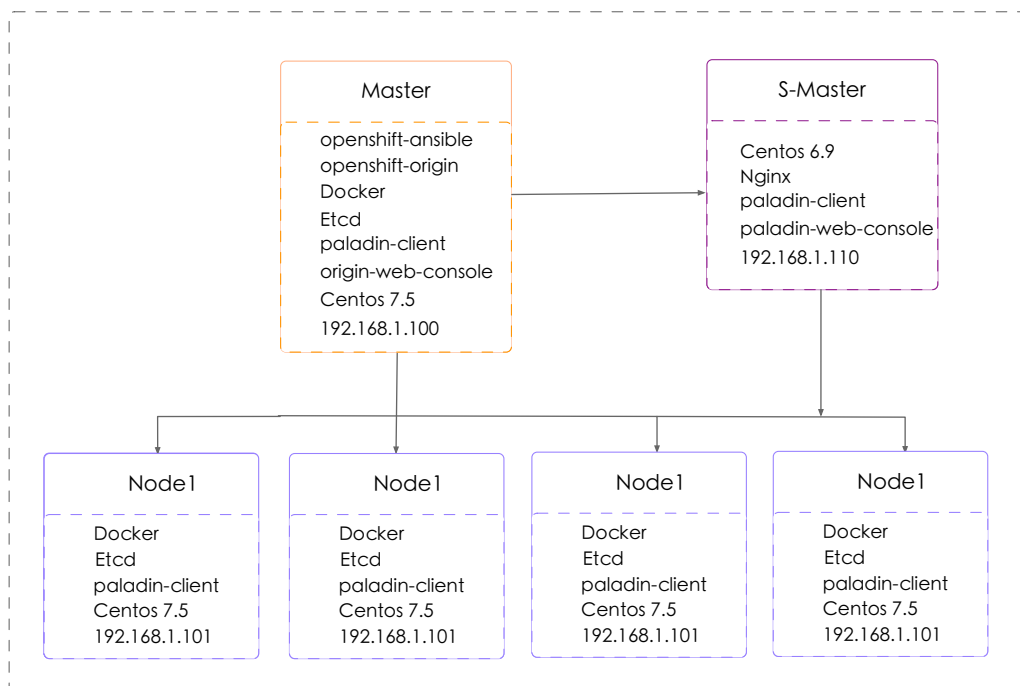 Master
openshift-ansible
openshift-origin
Docker
Etcd
paladin-client
origin-web-console
Centos 7.5
192.168.1.100
S-Master
Centos 6.9
Nginx
paladin-client
paladin-web-console
192.168.1.110
Node1
Docker
Etcd
paladin-client
Centos 7.5
192.168.1.101
Node1
Docker
Etcd
paladin-client
Centos 7.5
192.168.1.101
Node1
Docker
Etcd
paladin-client
Centos 7.5
192.168.1.101
Node1
Docker
Etcd
paladin-client
Centos 7.5
192.168.1.101